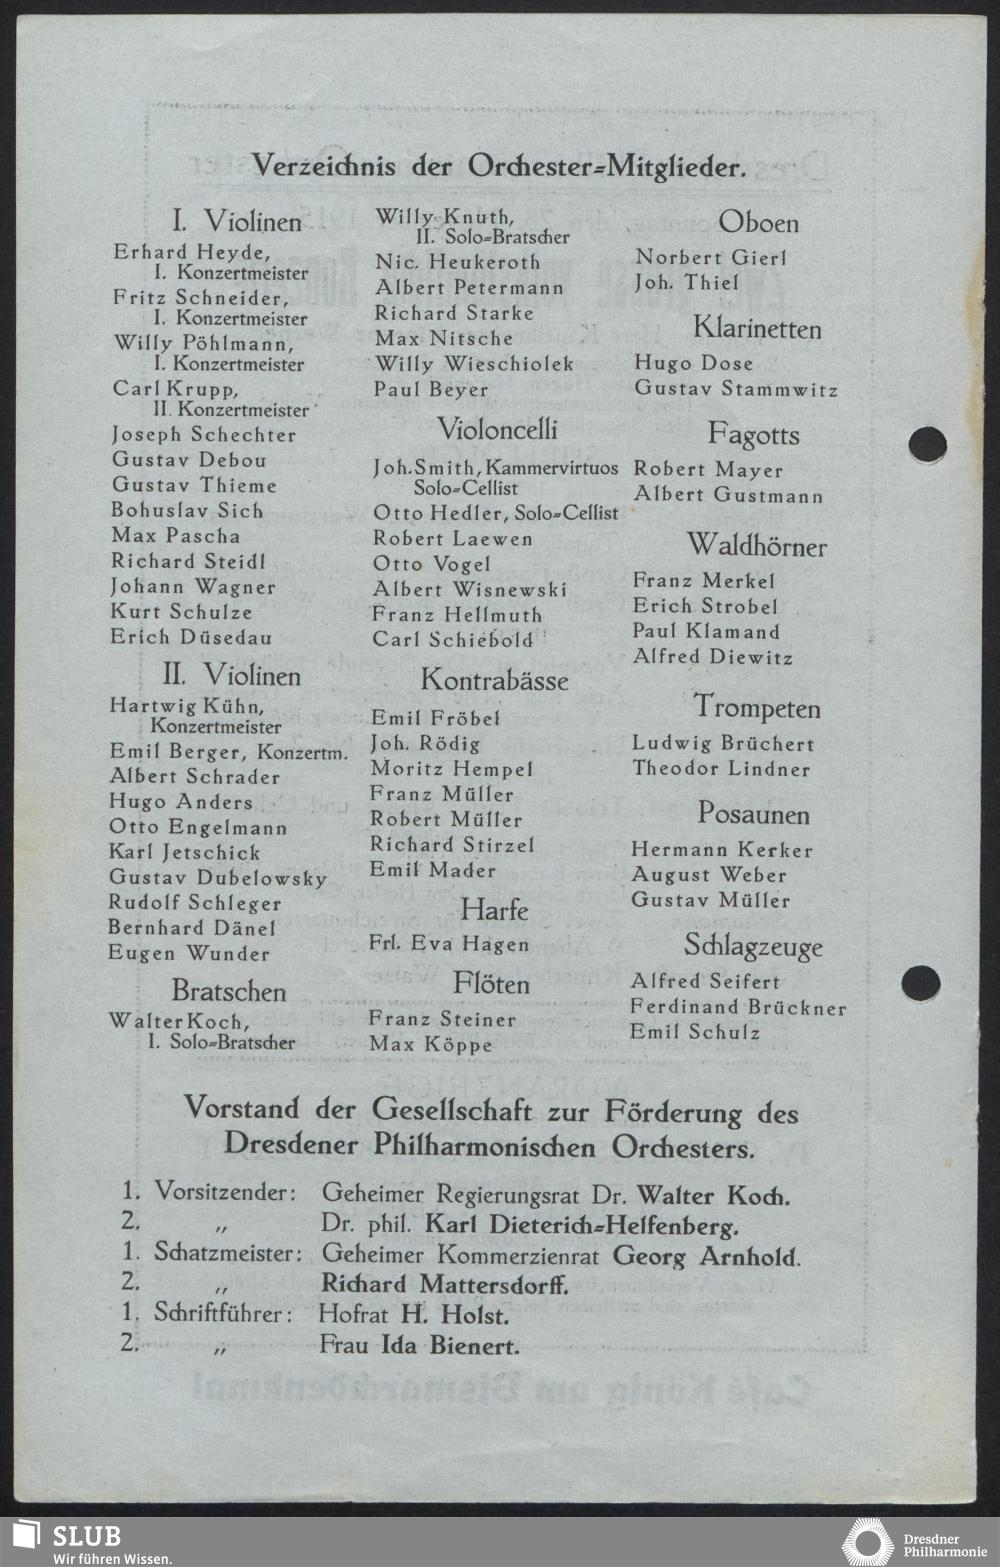 Verzeichnis der Orchester=Mitglieder.
I. Violinen
Erhard Heyde,
I. Konzertmeister
Fritz Schneider,
I. Konzertmeister
Willy Pöhlmann,
I. Konzertmeister
Carl Krupp,
II. Konzertmeister
Joseph Schechter
Gustav Debou
Gustav Thieme
Bohuslav Sich
Max Pascha
Richard Steidl
Johann Wagner
Kurt Schulze
Erich Düsedau
II. Violinen
Hartwig Kühn,
Konzertmeister
Emil Berger, Konzertm.
Albert Schrader
Hugo Anders
Otto Engelmann
Karl Jetschick
Gustav Dubelowsky
Rudolf Schleger
Bernhard Dänel
Eugen Wunder
Bratschen
Walter Koch,
I. Solo=Bratscher
Willy Knuth,
II. Solo=Bratscher
Nic. Heukeroth
Albert Petermann
Richard Starke
Max Nitsche
Willy Wieschiolek
Paul Beyer
Violoncelli
Joh. Smith, Kammervirtuos
Solo=Cellist
Otto Hedler, Solo=Cellist
Robert Laewen
Otto Vogel
Albert Wisnewski
Franz Hellmuth
Carl Schiebold
Kontrabässe
Emil Fröbel
Joh. Rödig
Moritz Hempel
Franz Müller
Robert Müller
Richard Stirzel
Emil Mader
Harfe
Frl. Eva Hagen
Flöten
Franz Steiner
Max Köppe
Oboen
Norbert Gierl
Joh. Thiel
Klarinetten
Hugo Dose
Gustav Stammwitz
Fagotts
Robert Mayer
Albert Gustmann
Waldhörner
Franz Merkel
Erich Strobel
Paul Klamand
Alfred Diewitz
Trompeten
Ludwig Brüchert
Theodor Lindner
Posaunen
Hermann Kerker
August Weber
Gustav Müller
Schlagzeuge
Alfred Seifert
Ferdinand Brückner
Emil Schulz
Vorstand der Gesellschaft zur Förderung des
Dresdener Philharmonischen Orchesters.
1. Vorsitzender: Geheimer Regierungsrat Dr. Walter Koch.
2. „ Dr. phil. Karl Dieterich=Helfenberg.
1. Schatzmeister: Geheimer Kommerzienrat Georg Arnhold.
2. „ Richard Mattersdorff.
1. Schriftführer: Hofrat H. Holst.
2. „ Frau Ida Bienert.
SLUB
Wir führen Wissen.
Dresdner
Philharmonie